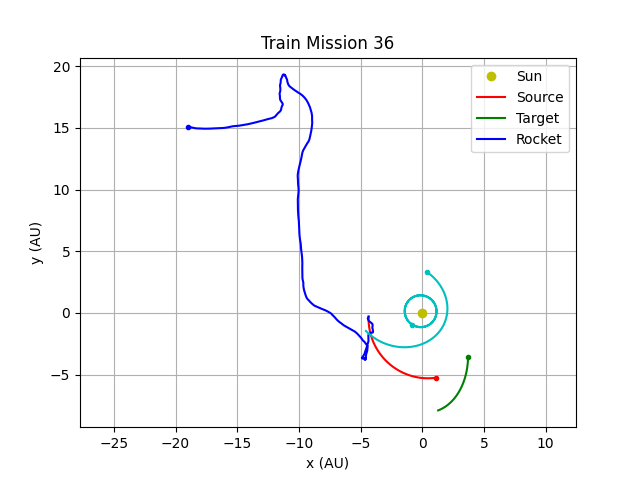 Train Mission 36
Sun
Source
Target
Rocket
20
15
10
5
0
−5
y (AU)
−25 −20 −15 −10 −5 0 5 10
x (AU)